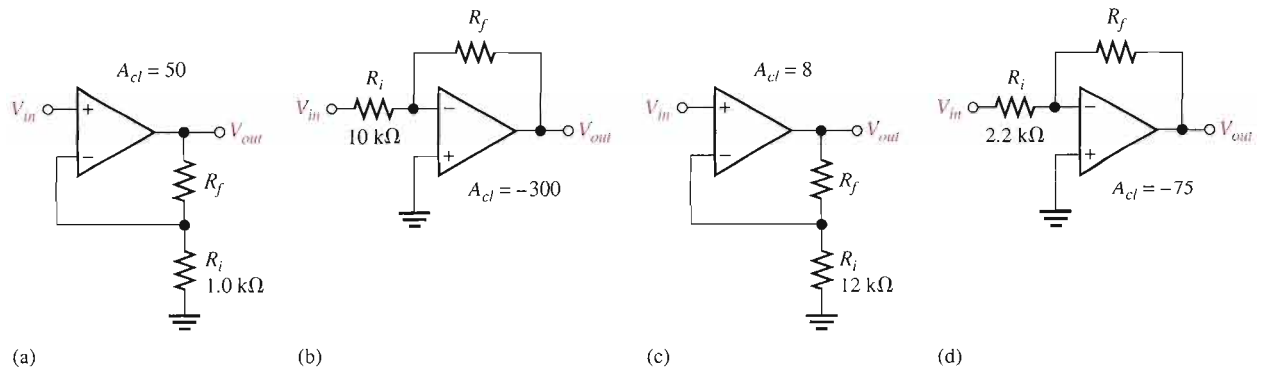 A_cl = 50
V_in
+
−
V_out
R_f
R_i
1.0 kΩ
(a)
R_f
R_i
V_in
10 kΩ
−
+
V_out
A_cl = −300
(b)
A_cl = 8
V_in
+
−
V_out
R_f
R_i
12 kΩ
(c)
R_f
R_i
V_in
2.2 kΩ
−
+
V_out
A_cl = −75
(d)